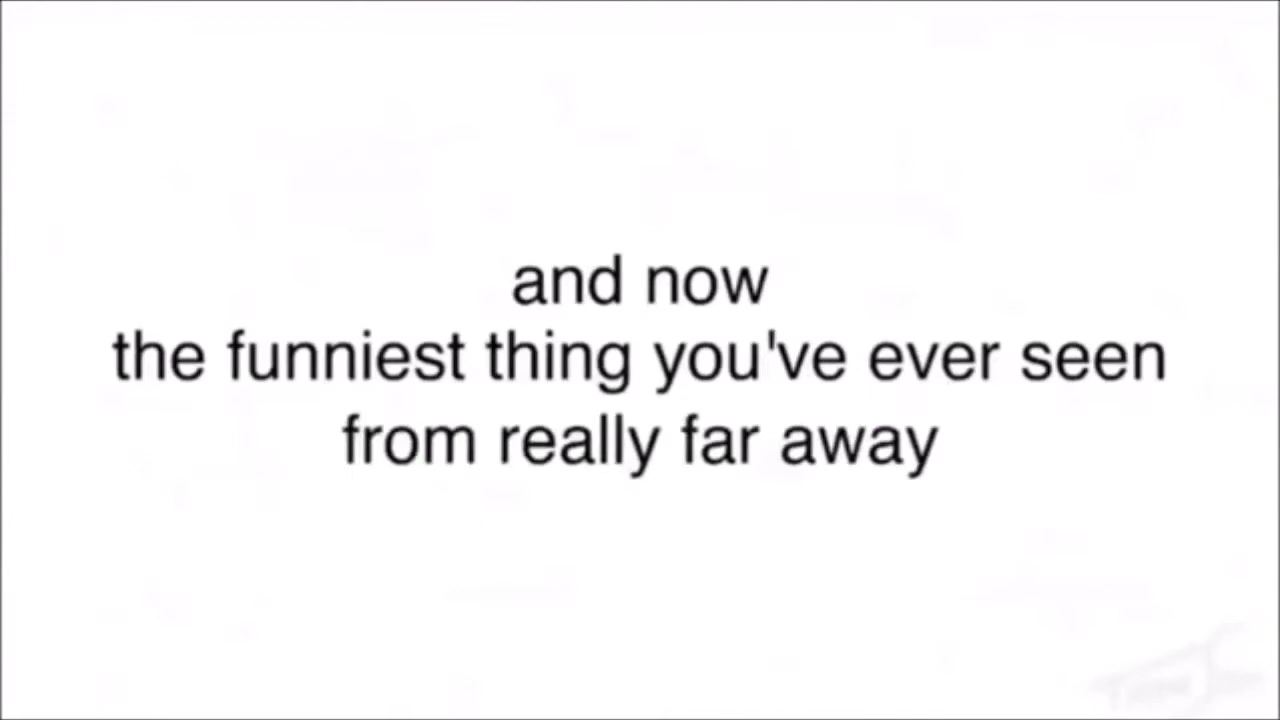 and now
the funniest thing you've ever seen
from really far away